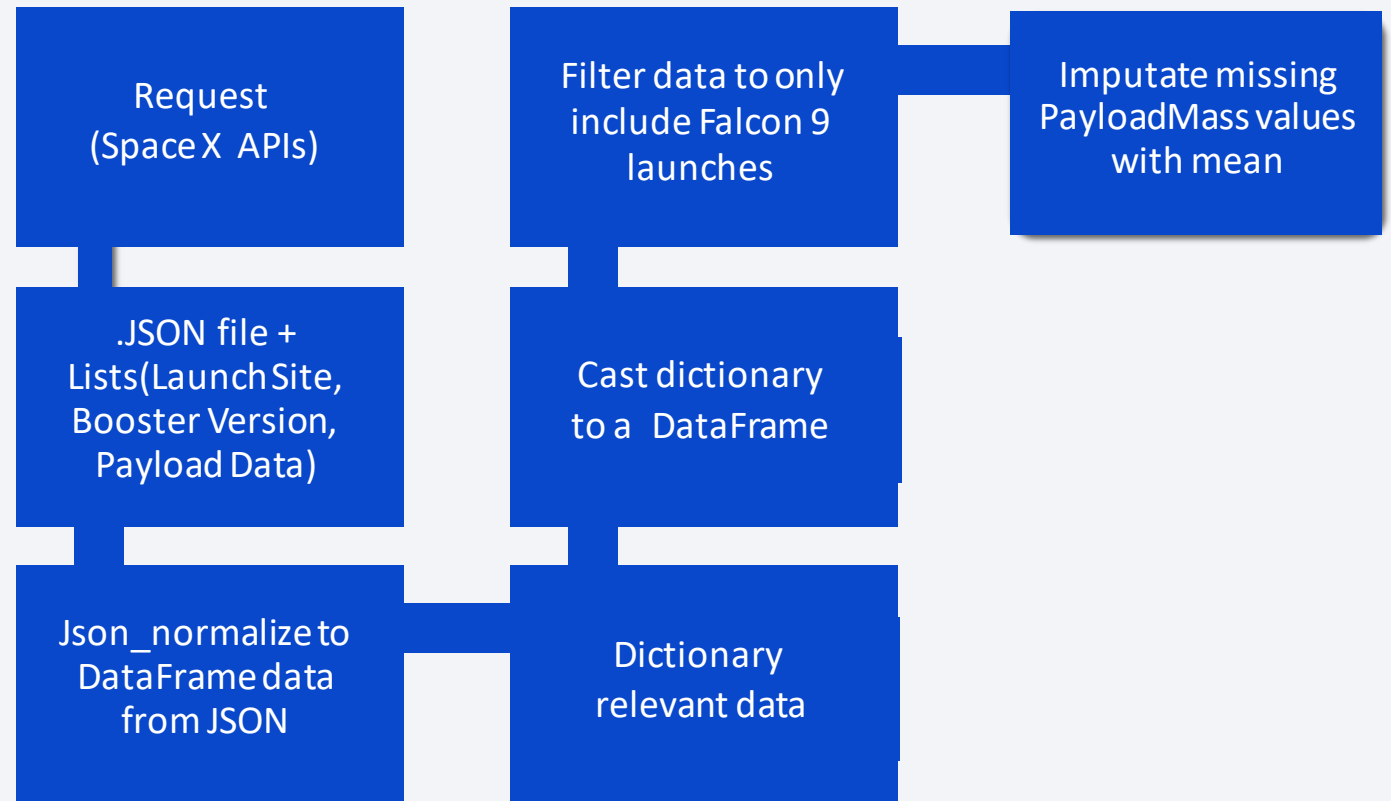 Request
(Space X APIs)
.JSON file +
Lists(Launch Site,
Booster Version,
Payload Data)
Json_normalize to
DataFrame data
from JSON
Dictionary
relevant data
Cast dictionary
to a DataFrame
Filter data to only
include Falcon 9
launches
Imputate missing
PayloadMass values
with mean